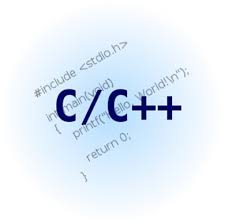 #include <stdio.h>
int main(void)
{ printf("Hello, World!\n");
return 0;
}
C/C++